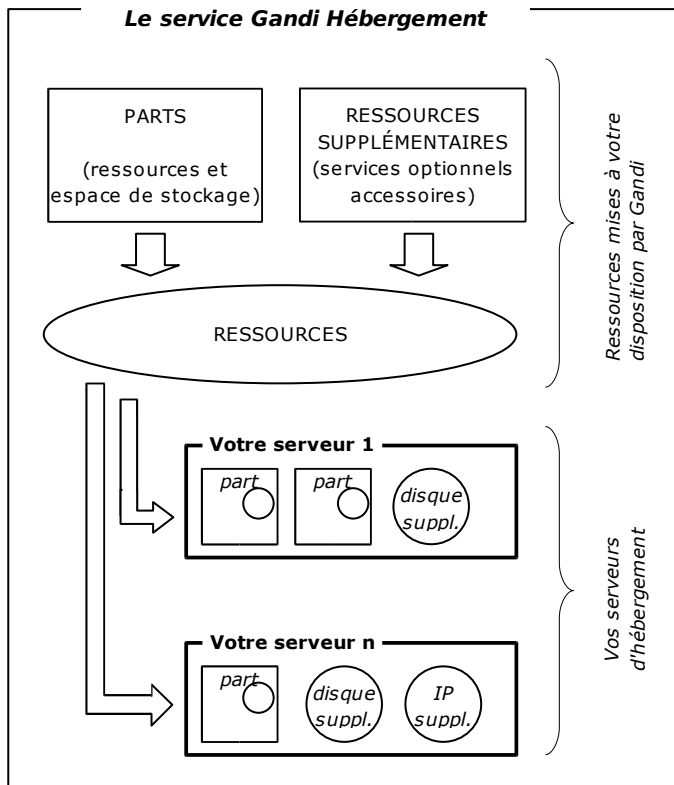 Le service Gandi Hébergement
PARTS
(ressources et
espace de stockage)
RESSOURCES
SUPPLÉMENTAIRES
(services optionnels
accessoires)
Ressources mises à votre
disposition par Gandi
RESSOURCES
Votre serveur 1
part
part
disque
suppl.
Vos serveurs
d'hébergement
Votre serveur n
part
disque
suppl.
IP
suppl.